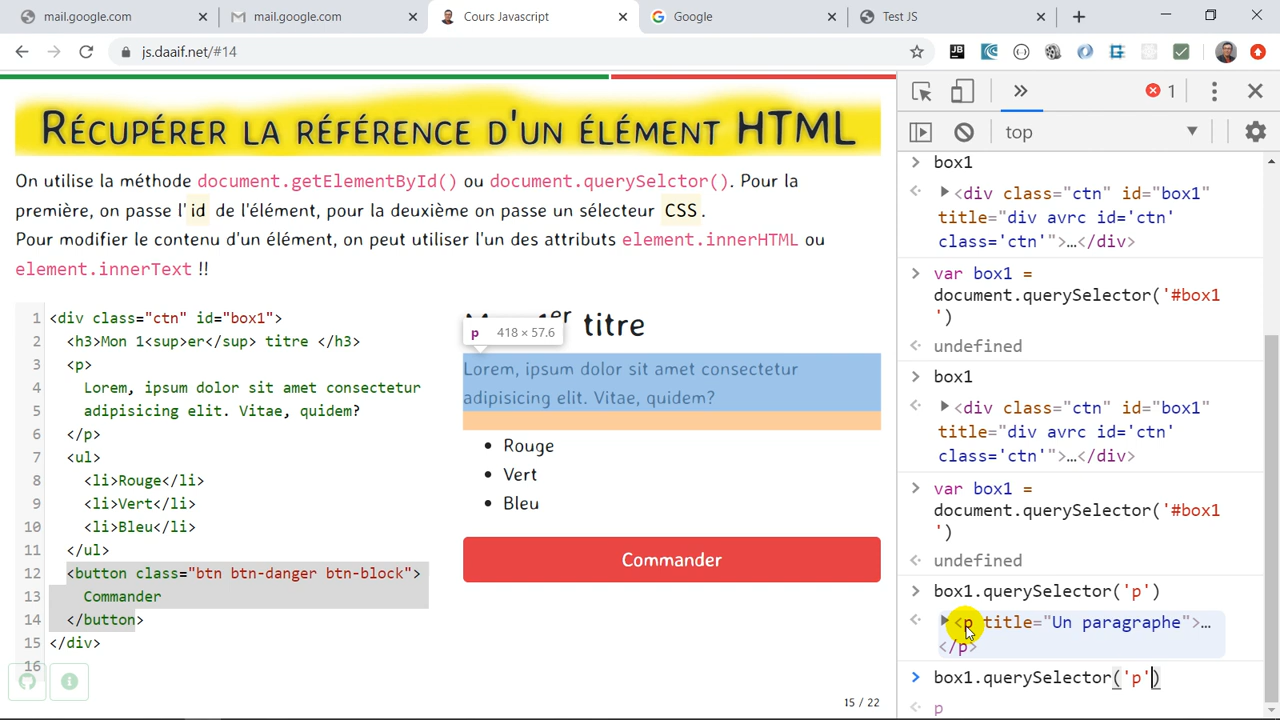 mail.google.com
mail.google.com
Cours Javascript
Google
Test JS
js.daaif.net/#14
RÉCUPÉRER LA RÉFÉRENCE D'UN ÉLÉMENT HTML
On utilise la méthode document.getElementById() ou document.querySelctor(). Pour la
première, on passe l'id de l'élément, pour la deuxième on passe un sélecteur CSS.
Pour modifier le contenu d'un élément, on peut utiliser l'un des attributs element.innerHTML ou
element.innerText !!
1 <div class="ctn" id="box1">
2 <h3>Mon 1<sup>er</sup> titre </h3>
3 <p>
4 Lorem, ipsum dolor sit amet consectetur
5 adipisicing elit. Vitae, quidem?
6 </p>
7 <ul>
8 <li>Rouge</li>
9 <li>Vert</li>
10 <li>Bleu</li>
11 </ul>
12 <button class="btn btn-danger btn-block">
13 Commander
14 </button>
15 </div>
16
er titre
p 418 × 57.6
Lorem, ipsum dolor sit amet consectetur
adipisicing elit. Vitae, quidem?
• Rouge
• Vert
• Bleu
Commander
15 / 22
JB
1
top
box1
<div class="ctn" id="box1"
title="div avrc id='ctn'
class='ctn'">…</div>
var box1 =
document.querySelector('#box1
')
undefined
box1
<div class="ctn" id="box1"
title="div avrc id='ctn'
class='ctn'">…</div>
var box1 =
document.querySelector('#box1
')
undefined
box1.querySelector('p')
<p title="Un paragraphe">…
</p>
box1.querySelector('p')
p